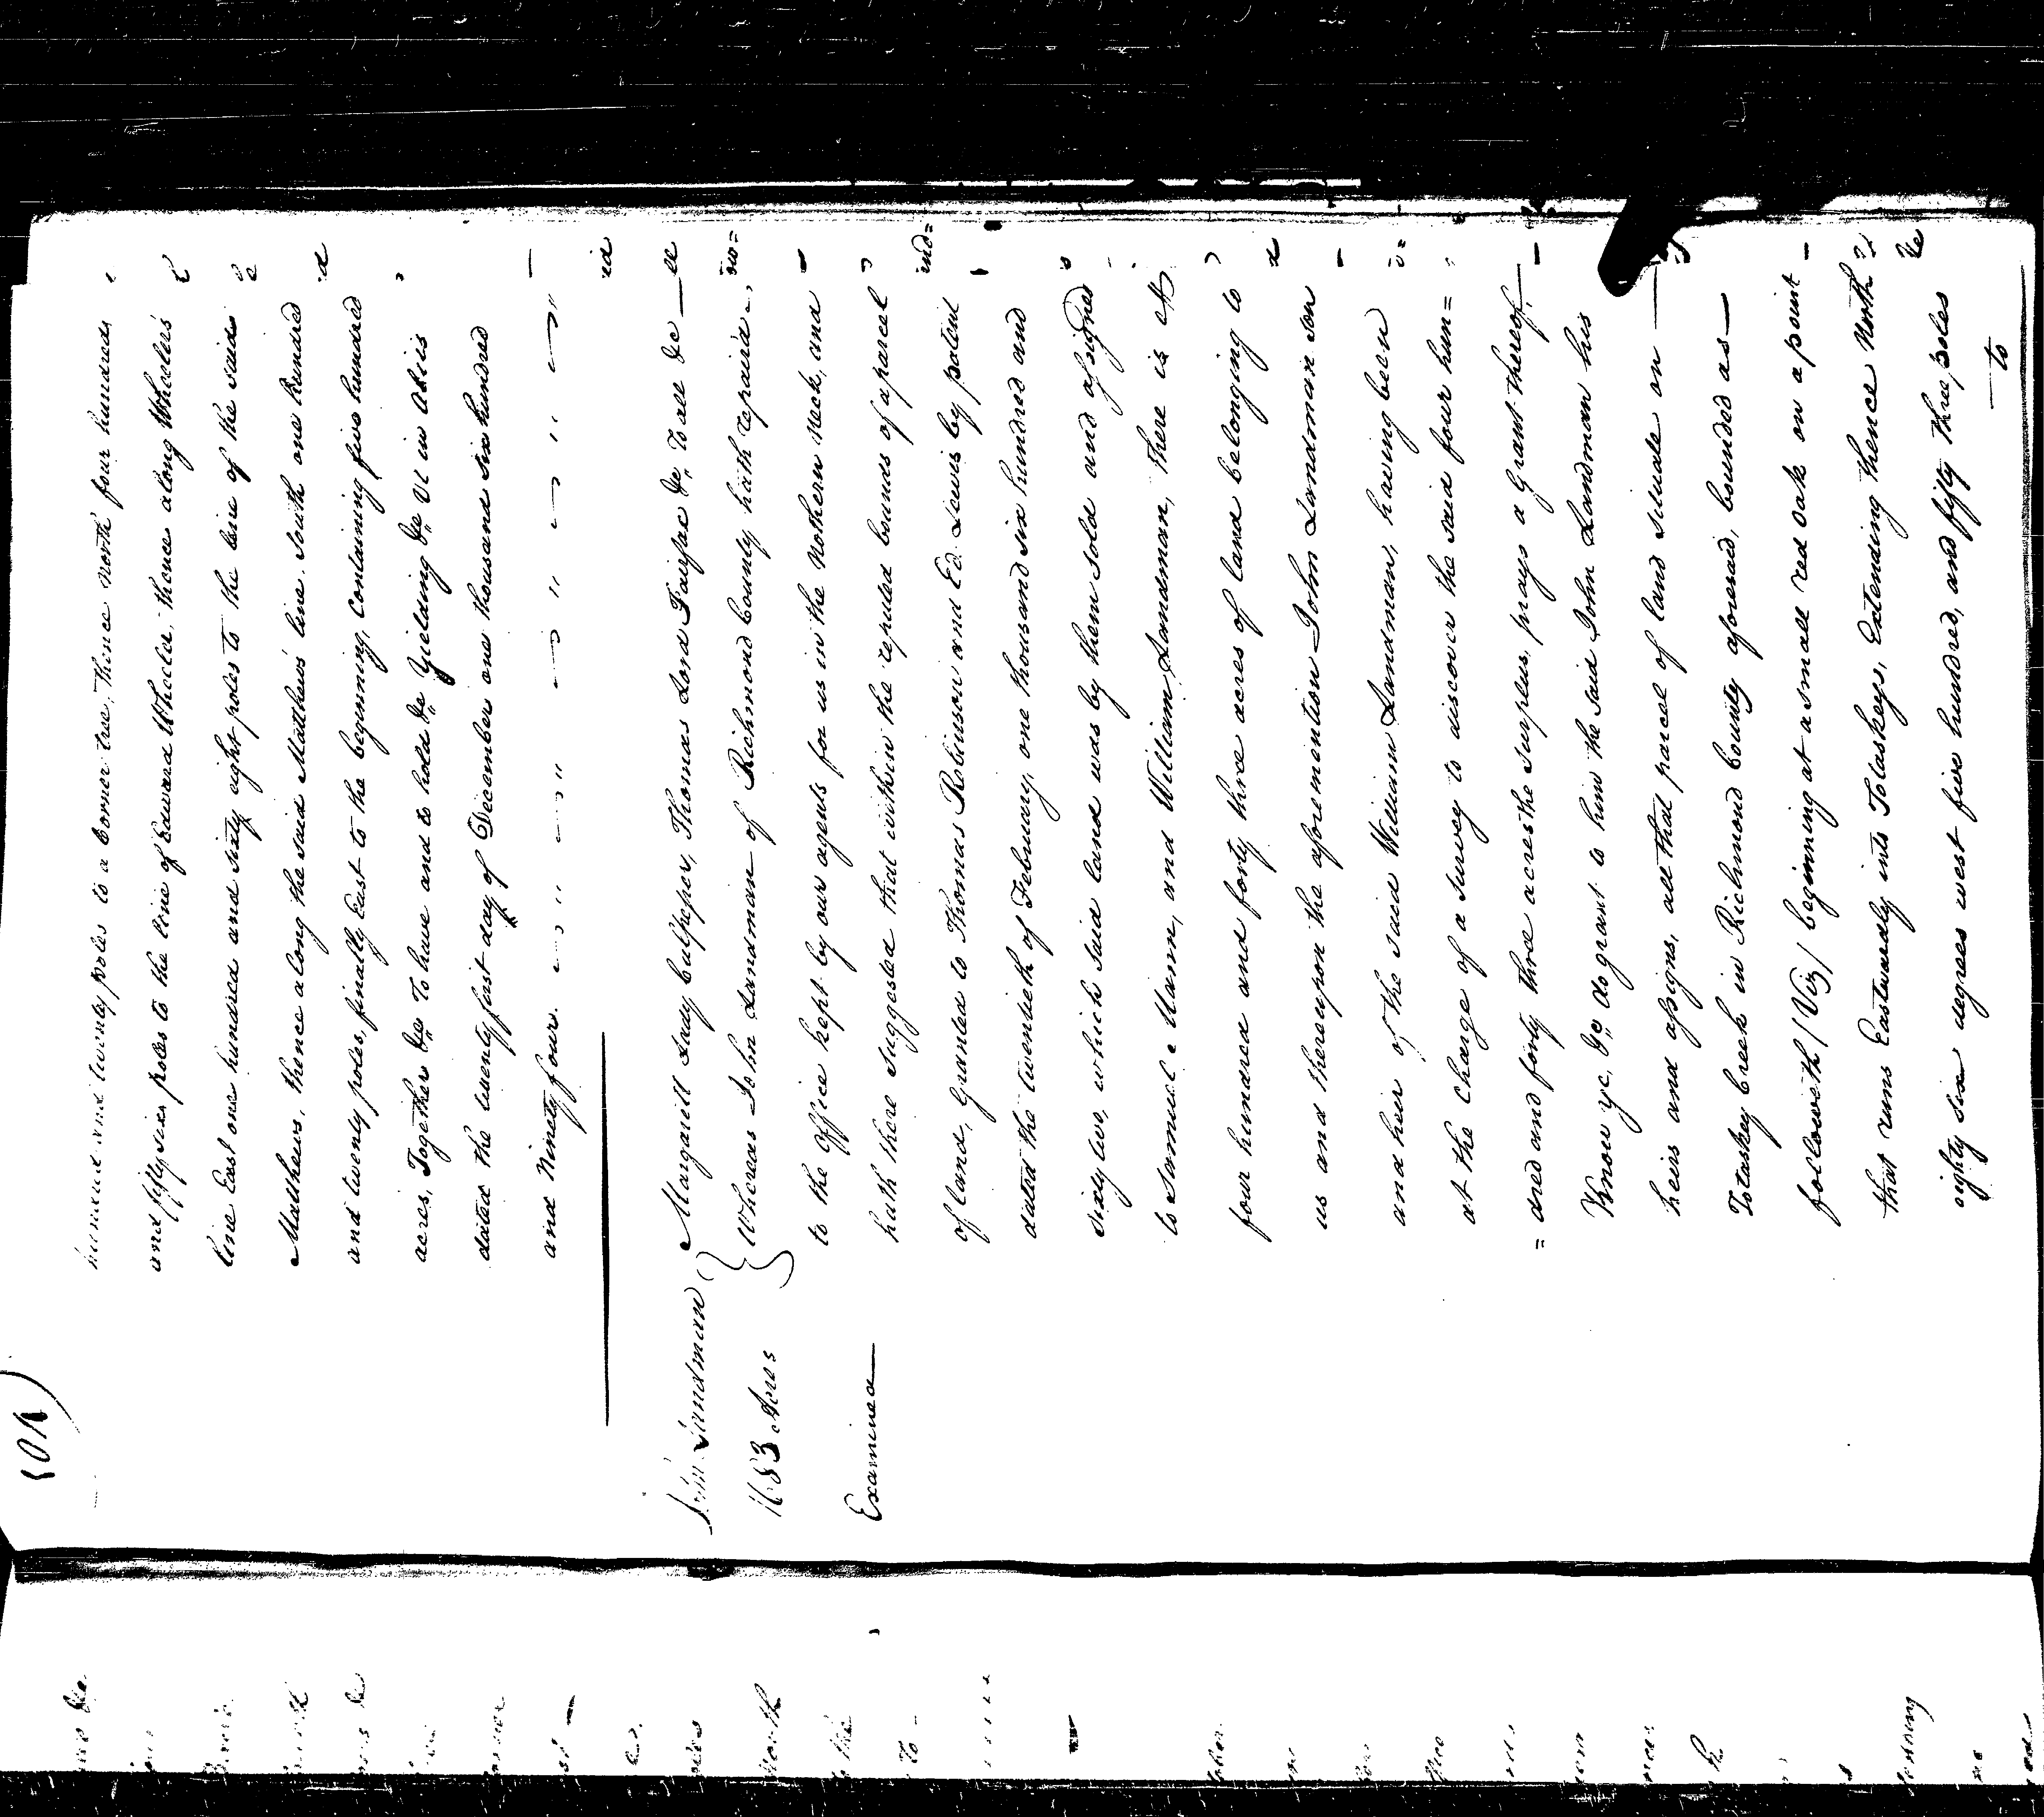 hundred and twenty poles to a Corner tree, thence North four hundred
and fifty six poles to the line of Edward Wheeler, thence along Wheelers
line East one hundred and sixty eight poles to the line of the said
Matthews, thence along the said Matthews line, South one hundred
and twenty poles, finally East to the beginning, Containing five hundred
acres, Together &c To have and to hold &c Yielding &c Ut in Aliis
dated the twenty first day of December one thousand six hundred
and Ninety four.
John Landman
1683 Acres
Examined
Margaritt Lady Culpeper, Thomas Lord Fairfax &c, To all &c
Whereas John Landman of Richmond County hath repaired
to the Office kept by our agents for us in the Nothern Neck, and
hath there suggested that within the reputed bounds of a parcel
of land, granted to Thomas Robinson and Ed. Lewis by patent
dated the twentieth of February, one thousand six hundred and
sixty two, which said land was by them sold and assigned
to Samuel Mann, and William Landman, there is
four hundred and forty three acres of land belonging to
us and thereupon the aforemention John Landman son
and heir of the said William Landman, having been
at the Charge of a survey to discover the said four hun=
=dred and forty three acres the surplus, prays a Grant thereof,
Know ye, &c, do grant to him the said John Landman his
heirs and assigns, all that parcel of land situate on
Totaskey Creek in Richmond County aforesaid, bounded as
followeth (Viz) beginning at a small red oak on a point
that runs Eastwardly into Totaskeys, Extending thence North
eighty six degrees west five hundred, and fifty three poles
to